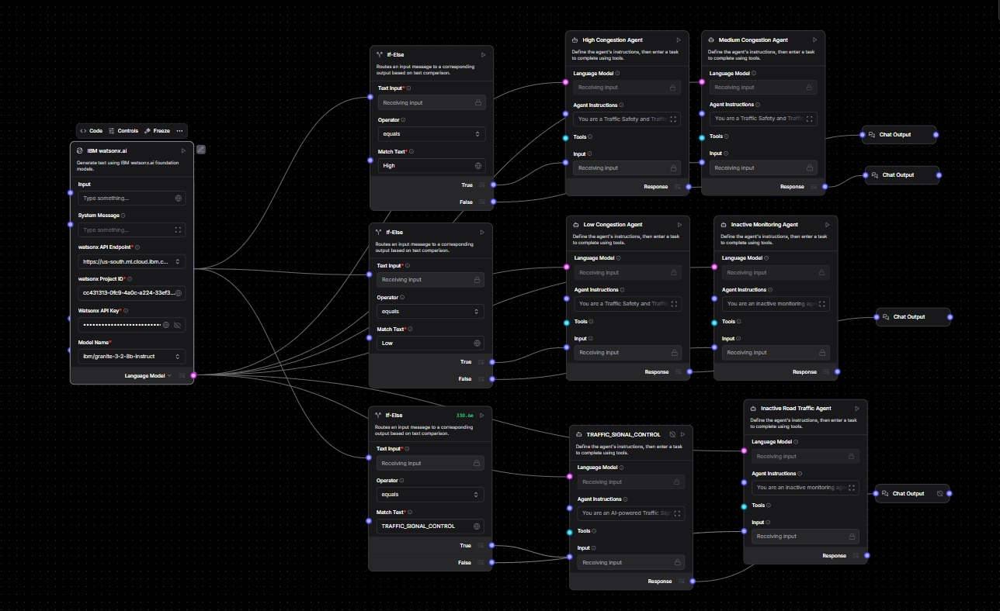 Code Controls Freeze
IBM watsonx.ai
Generate text using IBM watsonx.ai foundation
models.
Input
Type something...
System Message
Type something...
watsonx API Endpoint*
https://us-south.ml.cloud.ibm.c...
watsonx Project ID*
cc431313-0fc9-4a0c-a224-33ef3...
Watsonx API Key*
••••••••••••••••••••••••••
Model Name*
ibm/granite-3-2-8b-instruct
Language Model
If-Else
Routes an input message to a corresponding
output based on text comparison.
Text Input*
Receiving input
Operator
equals
Match Text*
High
True
False
If-Else
Routes an input message to a corresponding
output based on text comparison.
Text Input*
Receiving input
Operator
equals
Match Text*
Low
True
False
If-Else 330.6m
Routes an input message to a corresponding
output based on text comparison.
Text Input*
Receiving input
Operator
equals
Match Text*
TRAFFIC_SIGNAL_CONTROL
True
False
High Congestion Agent
Define the agent's instructions, then enter a task
to complete using tools.
Language Model
Receiving input
Agent Instructions
You are a Traffic Safety and Traffi
Tools
Input
Receiving input
Response
Medium Congestion Agent
Define the agent's instructions, then enter a task
to complete using tools.
Language Model
Receiving input
Agent Instructions
You are a Traffic Safety and Traffi
Tools
Input
Receiving input
Response
Chat Output
Chat Output
Low Congestion Agent
Define the agent's instructions, then enter a task
to complete using tools.
Language Model
Receiving input
Agent Instructions
You are a Traffic Safety and Traffi
Tools
Input
Receiving input
Response
Inactive Monitoring Agent
Define the agent's instructions, then enter a task
to complete using tools.
Language Model
Receiving input
Agent Instructions
You are an inactive monitoring age
Tools
Input
Receiving input
Response
Chat Output
TRAFFIC_SIGNAL_CONTROL
Define the agent's instructions, then enter a task
to complete using tools.
Language Model
Receiving input
Agent Instructions
You are an AI-powered Traffic Sign
Tools
Input
Receiving input
Response
Inactive Road Traffic Agent
Define the agent's instructions, then enter a task
to complete using tools.
Language Model
Receiving input
Agent Instructions
You are an inactive monitoring age
Tools
Input
Receiving input
Response
Chat Output